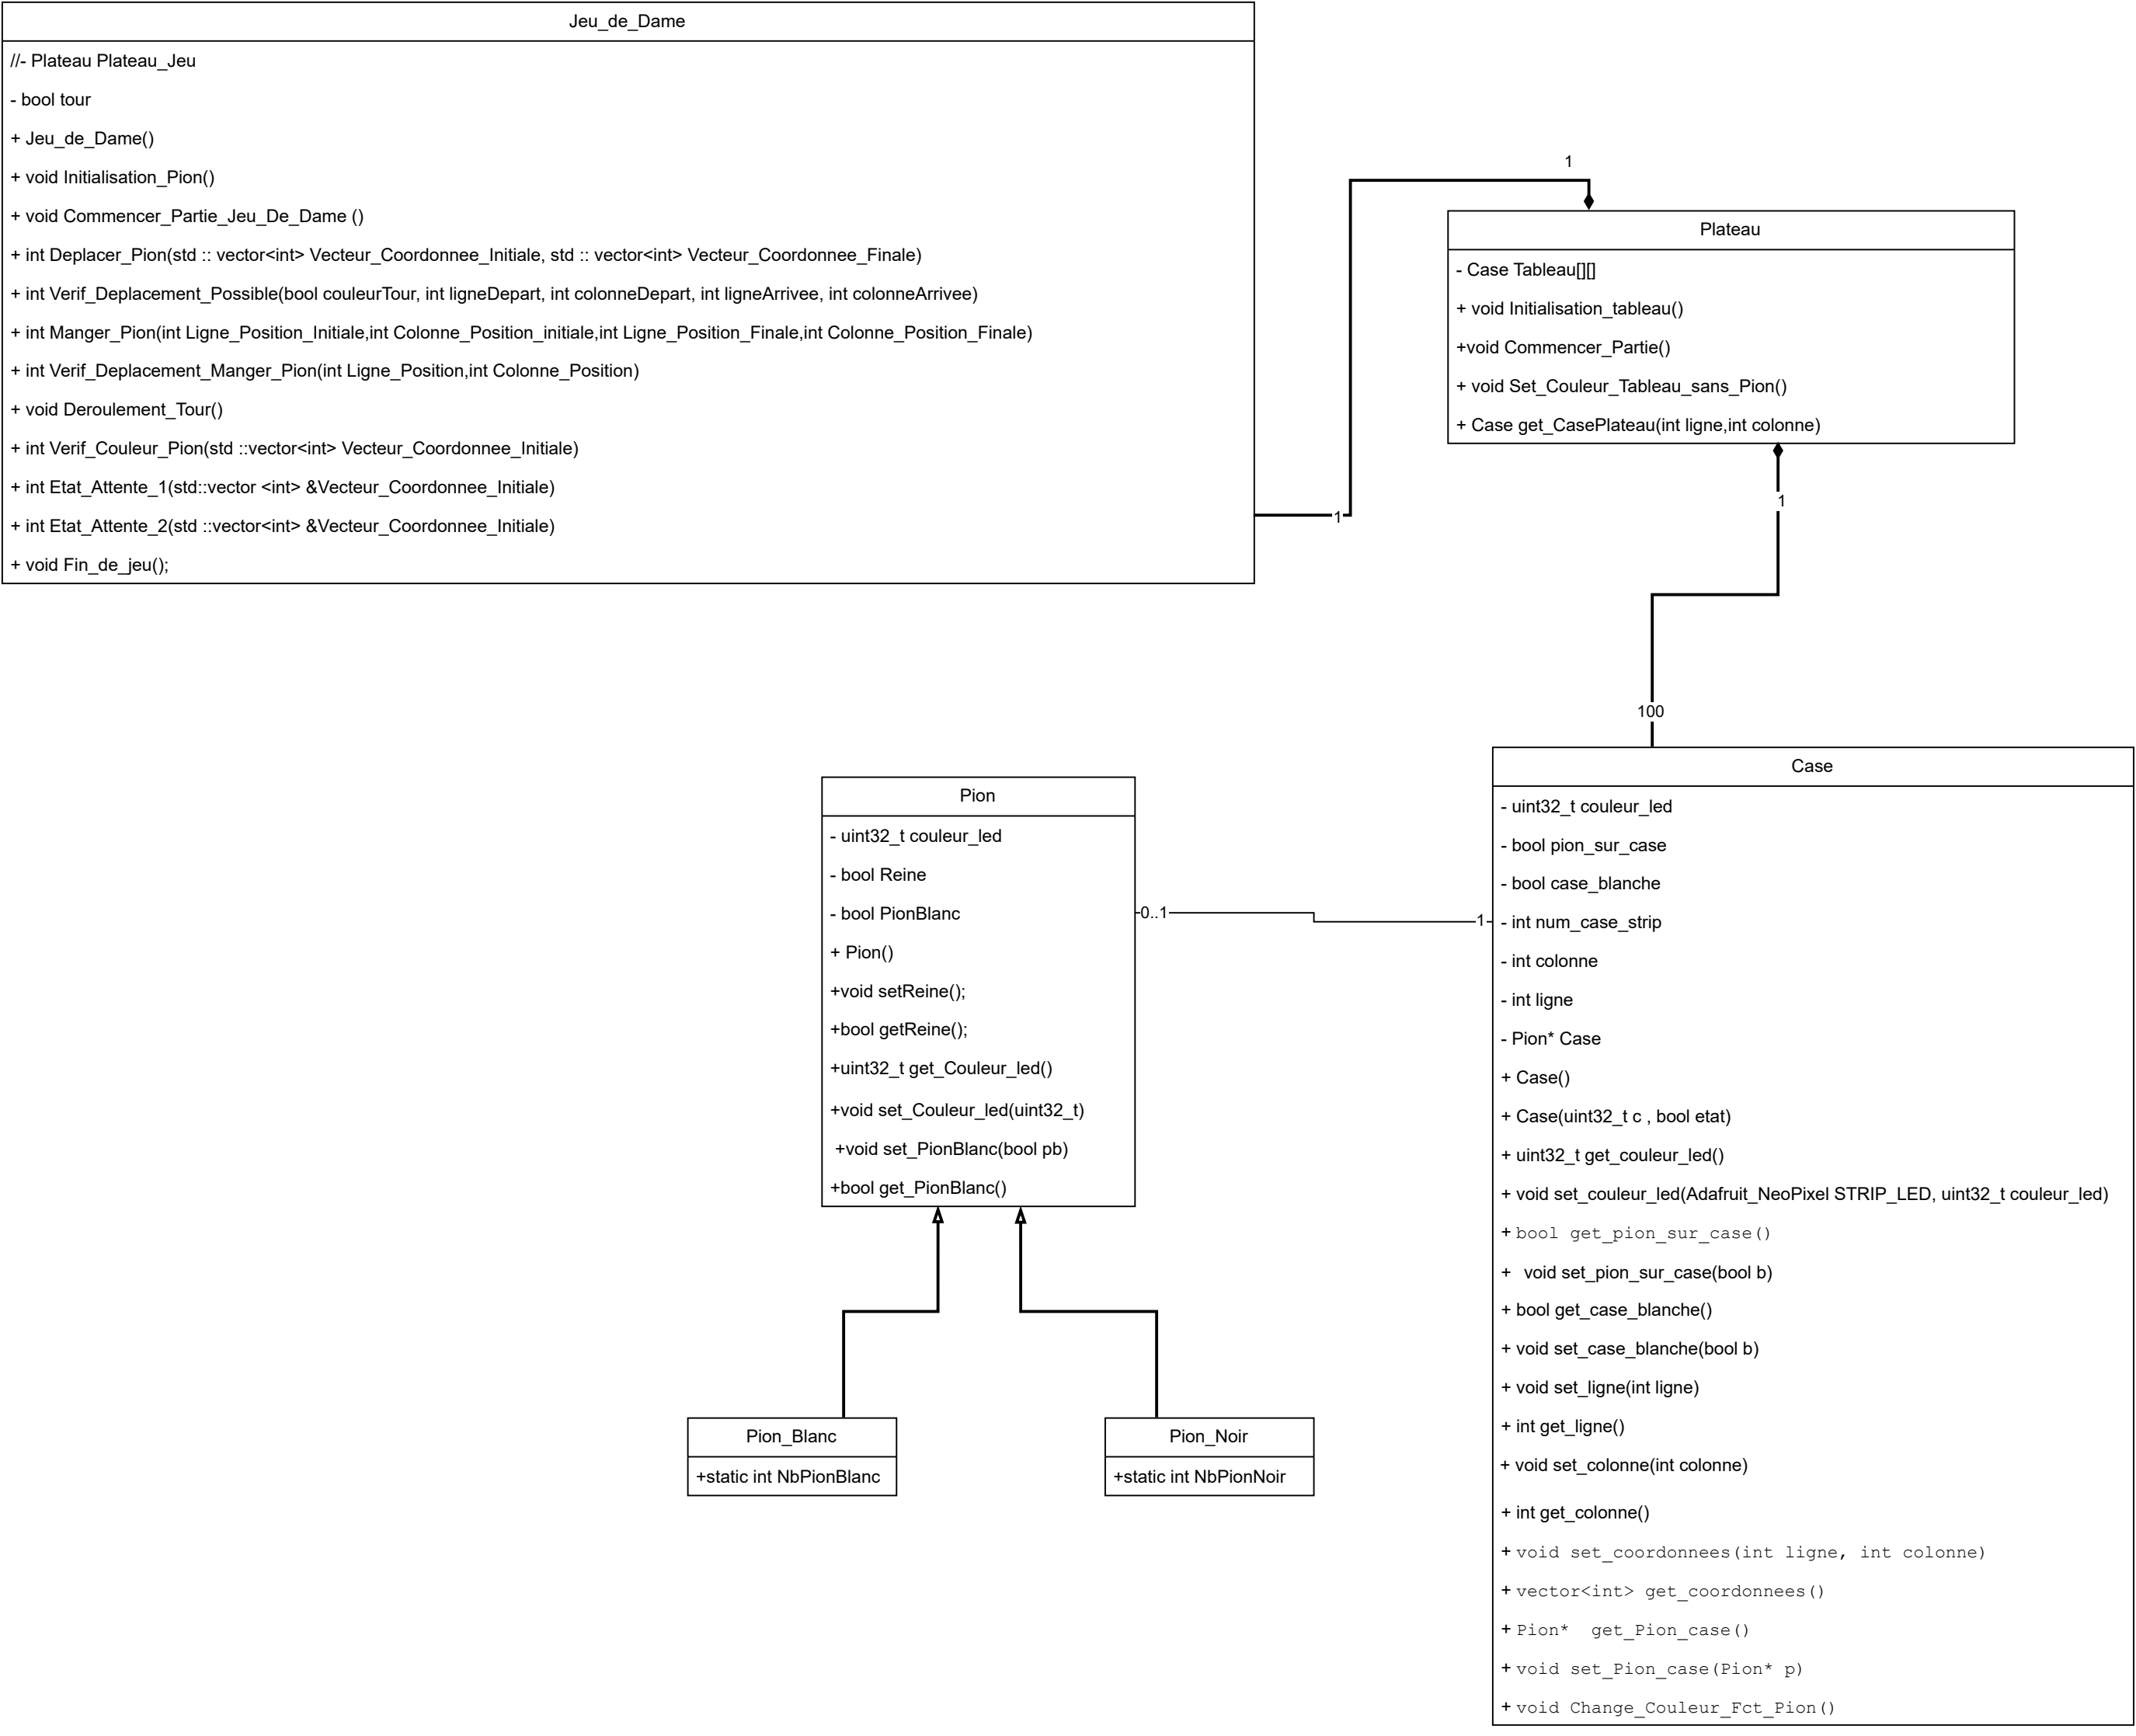 Jeu_de_Dame
//- Plateau Plateau_Jeu
- bool tour
+ Jeu_de_Dame()
+ void Initialisation_Pion()
+ void Commencer_Partie_Jeu_De_Dame ()
+ int Deplacer_Pion(std :: vector<int> Vecteur_Coordonnee_Initiale, std :: vector<int> Vecteur_Coordonnee_Finale)
+ int Verif_Deplacement_Possible(bool couleurTour, int ligneDepart, int colonneDepart, int ligneArrivee, int colonneArrivee)
+ int Manger_Pion(int Ligne_Position_Initiale,int Colonne_Position_initiale,int Ligne_Position_Finale,int Colonne_Position_Finale)
+ int Verif_Deplacement_Manger_Pion(int Ligne_Position,int Colonne_Position)
+ void Deroulement_Tour()
+ int Verif_Couleur_Pion(std ::vector<int> Vecteur_Coordonnee_Initiale)
+ int Etat_Attente_1(std::vector <int> &Vecteur_Coordonnee_Initiale)
+ int Etat_Attente_2(std ::vector<int> &Vecteur_Coordonnee_Initiale)
+ void Fin_de_jeu();
1
1
Plateau
- Case Tableau[][]
+ void Initialisation_tableau()
+void Commencer_Partie()
+ void Set_Couleur_Tableau_sans_Pion()
+ Case get_CasePlateau(int ligne,int colonne)
1
100
Pion
- uint32_t couleur_led
- bool Reine
- bool PionBlanc
+ Pion()
+void setReine();
+bool getReine();
+uint32_t get_Couleur_led()
+void set_Couleur_led(uint32_t)
+void set_PionBlanc(bool pb)
+bool get_PionBlanc()
0..1
1
Case
- uint32_t couleur_led
- bool pion_sur_case
- bool case_blanche
- int num_case_strip
- int colonne
- int ligne
- Pion* Case
+ Case()
+ Case(uint32_t c , bool etat)
+ uint32_t get_couleur_led()
+ void set_couleur_led(Adafruit_NeoPixel STRIP_LED, uint32_t couleur_led)
+ bool get_pion_sur_case()
+ void set_pion_sur_case(bool b)
+ bool get_case_blanche()
+ void set_case_blanche(bool b)
+ void set_ligne(int ligne)
+ int get_ligne()
+ void set_colonne(int colonne)
+ int get_colonne()
+ void set_coordonnees(int ligne, int colonne)
+ vector<int> get_coordonnees()
+ Pion* get_Pion_case()
+ void set_Pion_case(Pion* p)
+ void Change_Couleur_Fct_Pion()
Pion_Blanc
+static int NbPionBlanc
Pion_Noir
+static int NbPionNoir